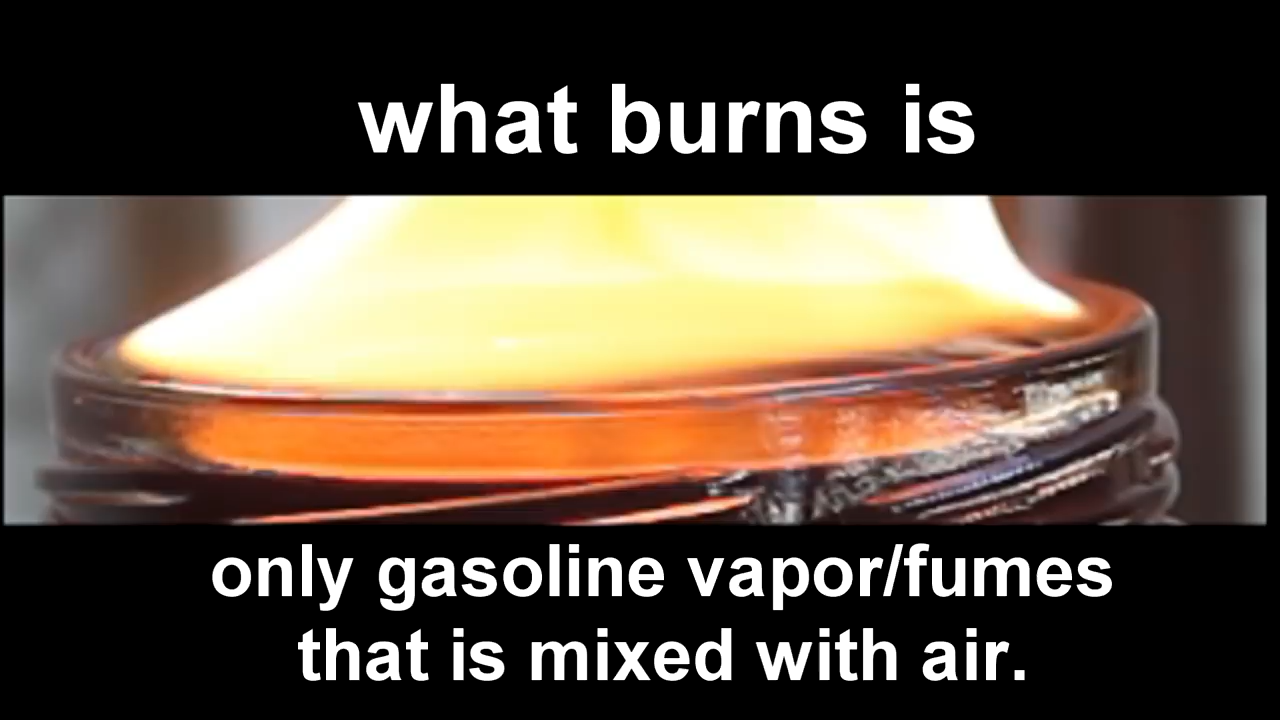 what burns is
only gasoline vapor/fumes
that is mixed with air.